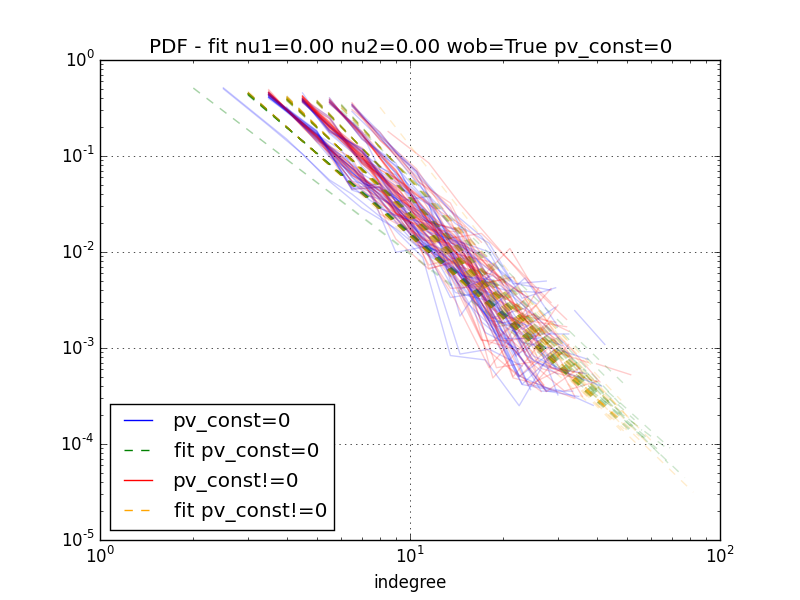 PDF - fit nu1=0.00 nu2=0.00 wob=True pv_const=0
10^0
10^-1
10^-2
10^-3
10^-4
10^-5
pv_const=0
fit pv_const=0
pv_const!=0
fit pv_const!=0
10^0 10^1 10^2
indegree